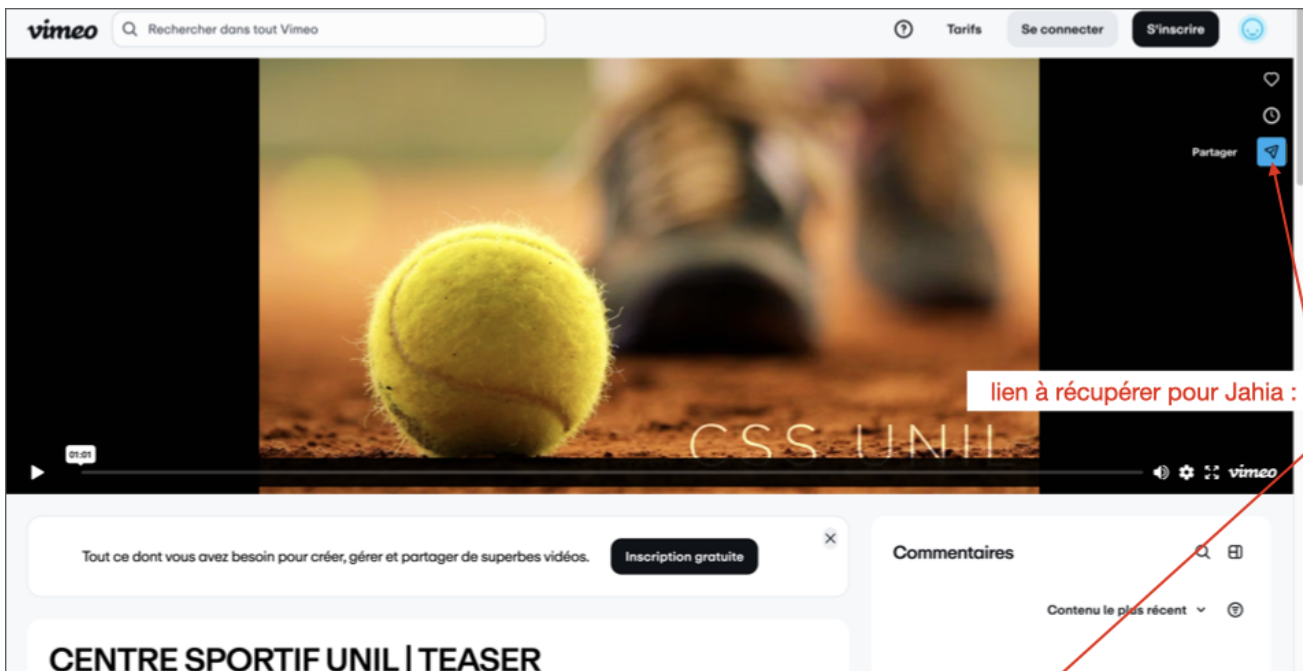 vimeo
Rechercher dans tout Vimeo
Tarifs
Se connecter
S'inscrire
Partager
lien à récupérer pour Jahia :
CSS UNIL
01:01
vimeo
Tout ce dont vous avez besoin pour créer, gérer et partager de superbes vidéos.
Inscription gratuite
Commentaires
Contenu le plus récent
CENTRE SPORTIF UNIL | TEASER